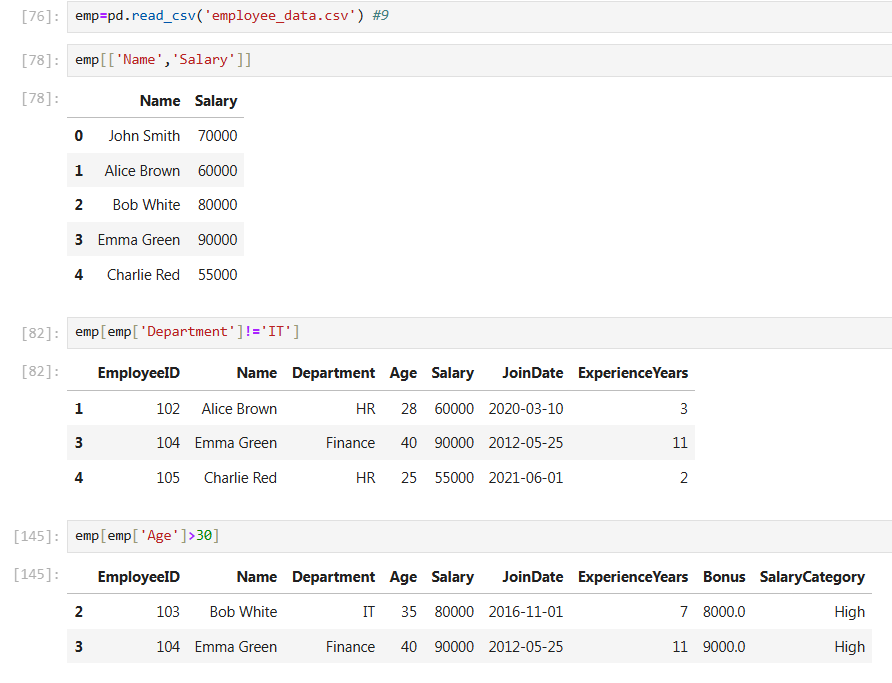 [76]: emp=pd.read_csv('employee_data.csv') #9
[78]: emp[['Name','Salary']]
[78]: Name Salary
0 John Smith 70000
1 Alice Brown 60000
2 Bob White 80000
3 Emma Green 90000
4 Charlie Red 55000
[82]: emp[emp['Department']!='IT']
[82]: EmployeeID Name Department Age Salary JoinDate ExperienceYears
1 102 Alice Brown HR 28 60000 2020-03-10 3
3 104 Emma Green Finance 40 90000 2012-05-25 11
4 105 Charlie Red HR 25 55000 2021-06-01 2
[145]: emp[emp['Age']>30]
[145]: EmployeeID Name Department Age Salary JoinDate ExperienceYears Bonus SalaryCategory
2 103 Bob White IT 35 80000 2016-11-01 7 8000.0 High
3 104 Emma Green Finance 40 90000 2012-05-25 11 9000.0 High